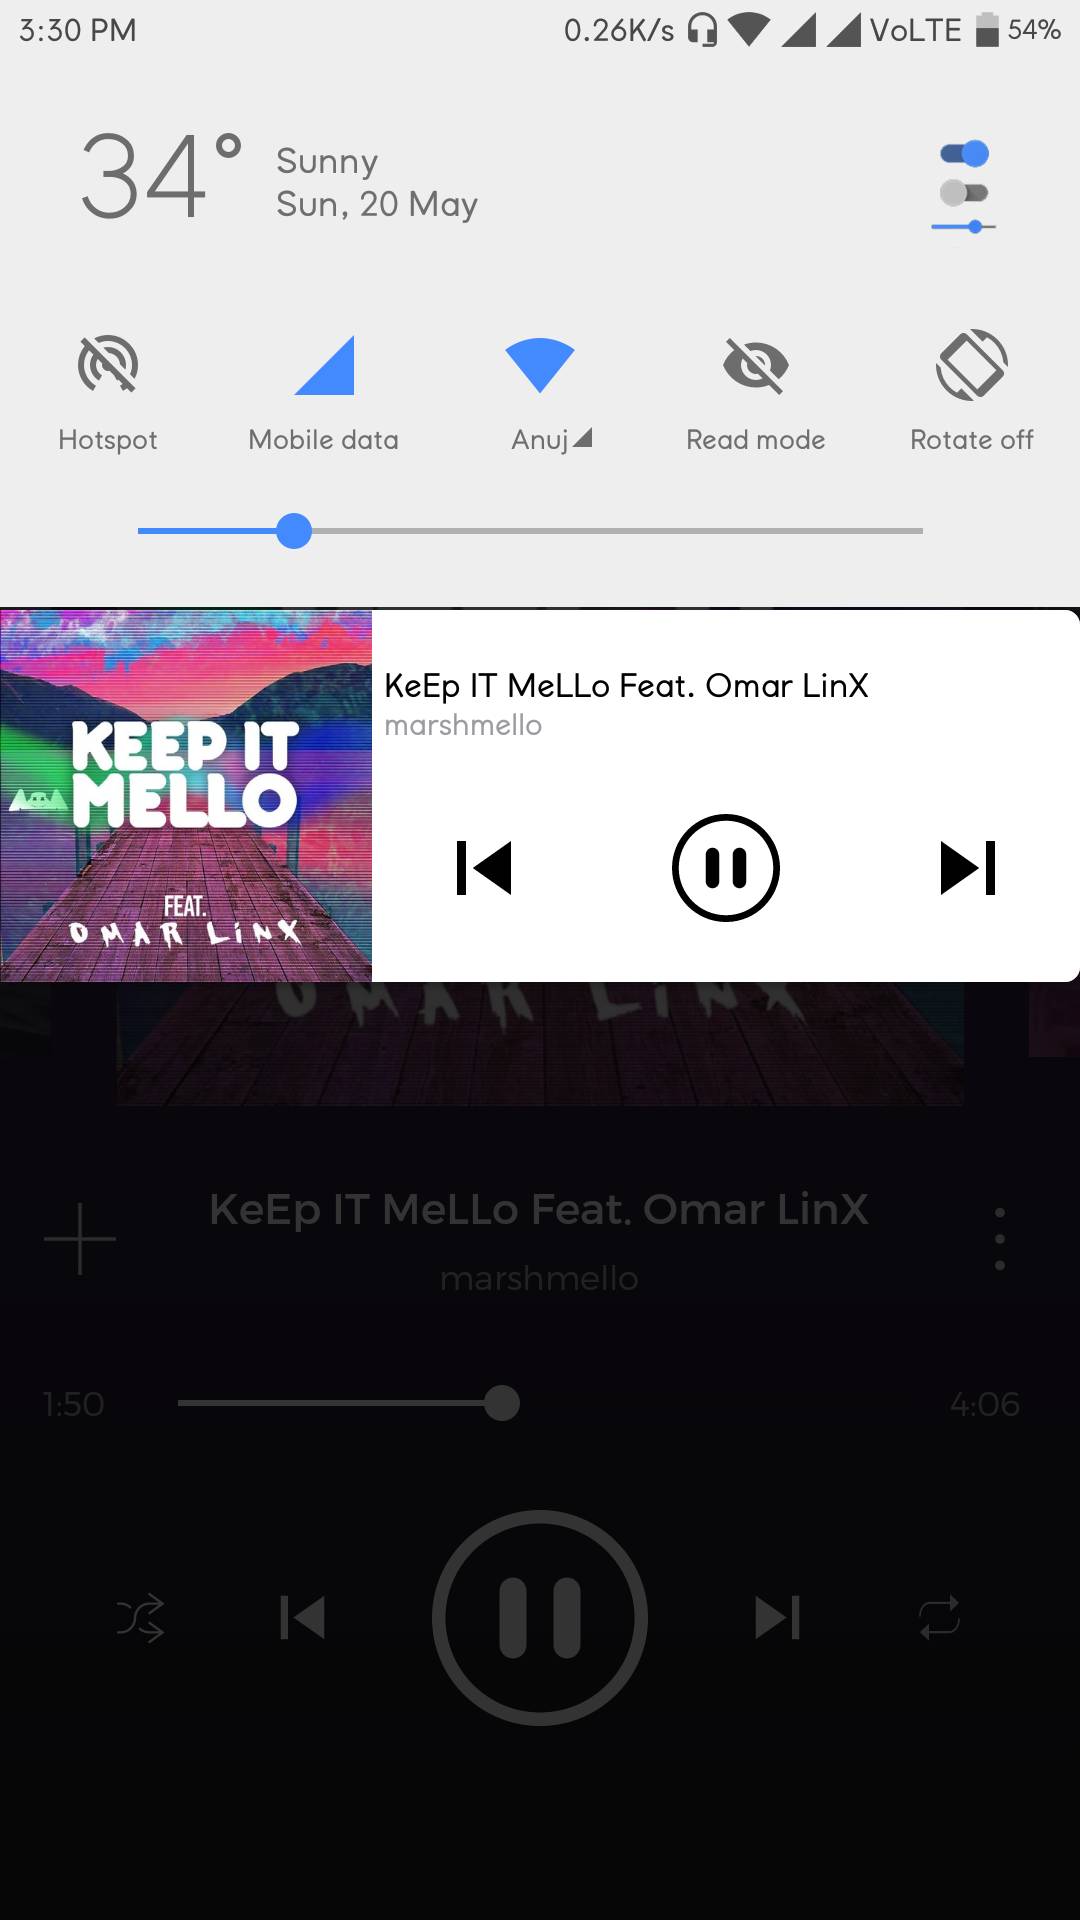 3:30 PM 0.26K/s VoLTE 54%
34° Sunny
Sun, 20 May
Hotspot Mobile data Anuj Read mode Rotate off
KEEP IT
MELLO
FEAT.
OMAR LiNX
KeEp IT MeLLo Feat. Omar LinX
marshmello
OMAR LiNX
KeEp IT MeLLo Feat. Omar LinX
marshmello
1:50 4:06